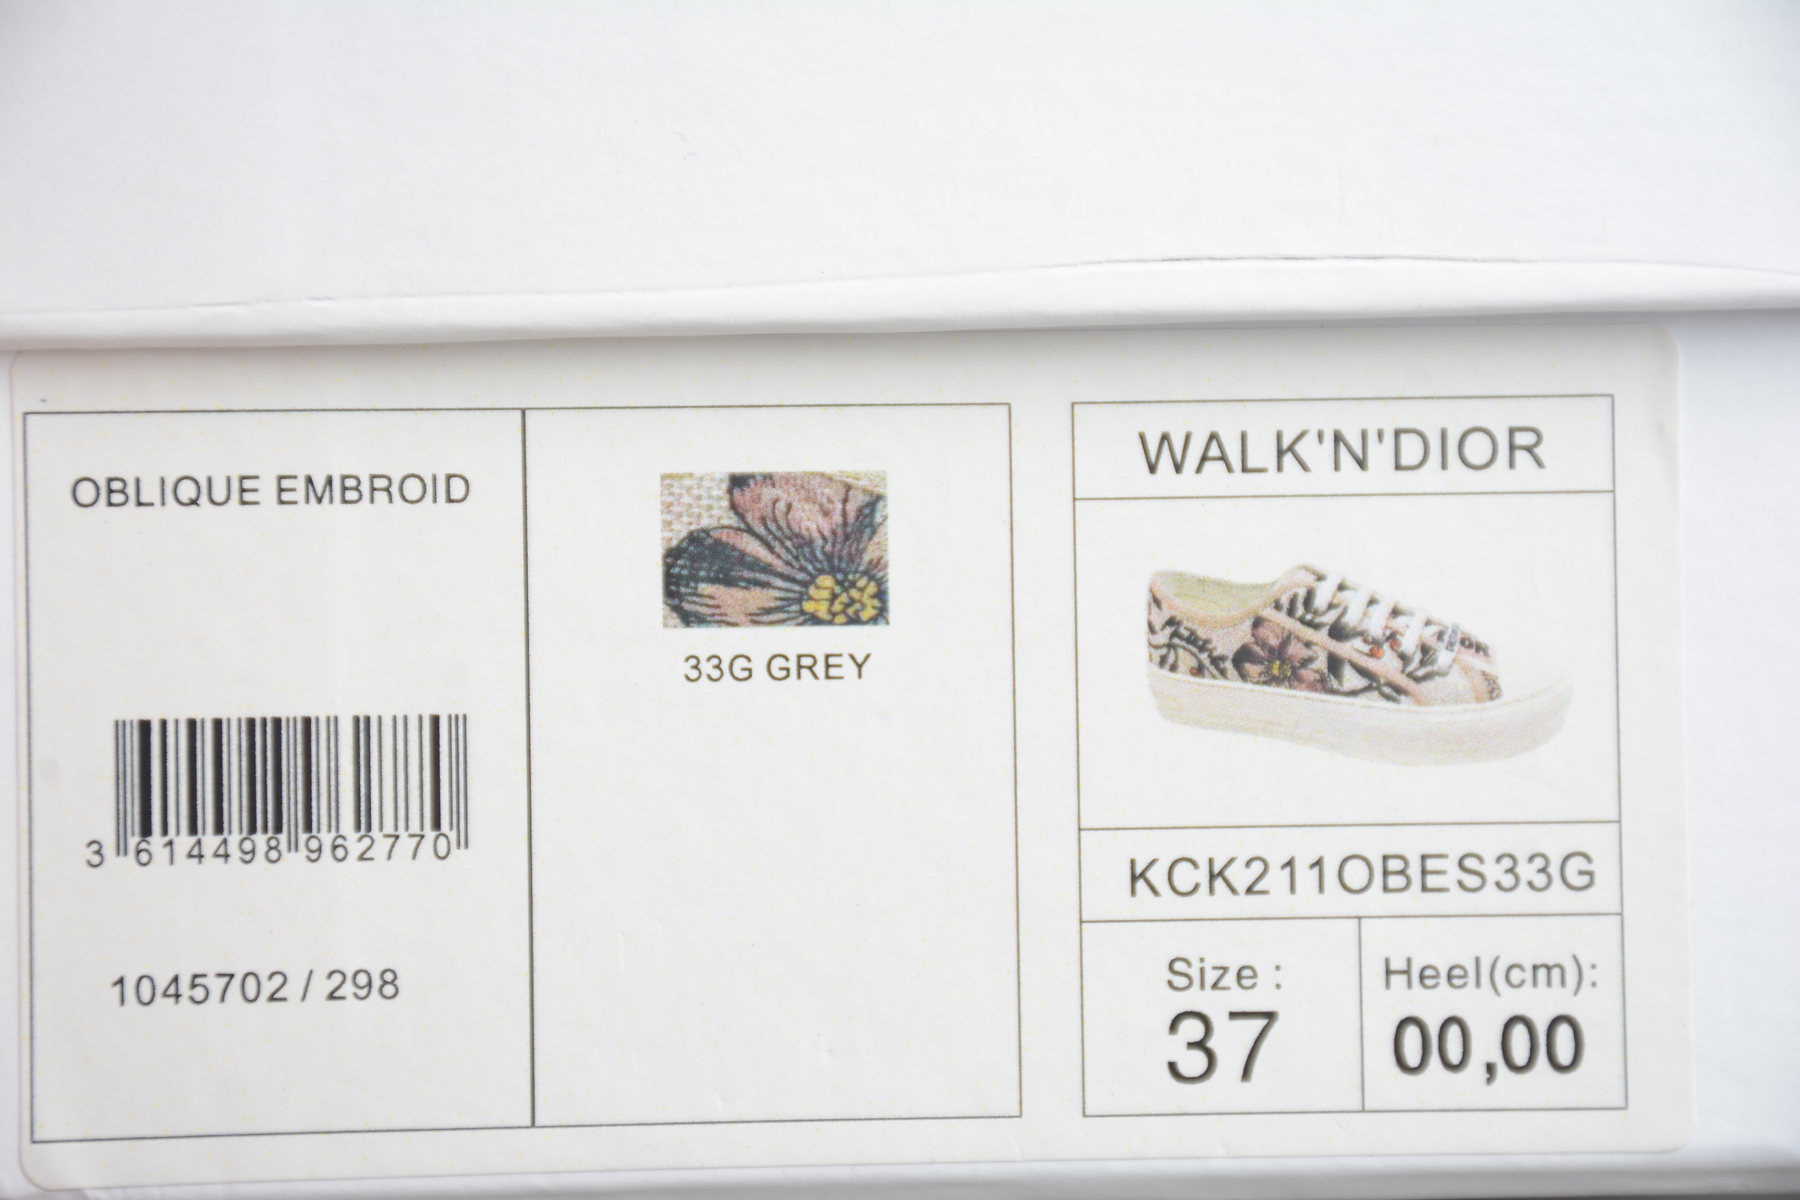 OBLIQUE EMBROID
3 614498 962770
1045702 / 298
33G GREY
WALK'N'DIOR
KCK211OBES33G
Size :
37
Heel(cm):
00,00